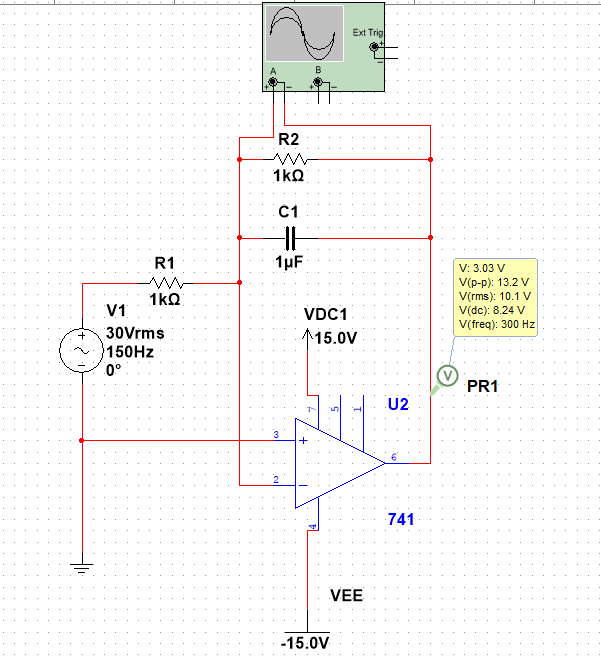 Ext Trig
+
−
A
B
+ −
+ −
R2
1kΩ
C1
1µF
R1
1kΩ
V1
30Vrms
150Hz
0°
+
−
VDC1
15.0V
V: 3.03 V
V(p-p): 13.2 V
V(rms): 10.1 V
V(dc): 8.24 V
V(freq): 300 Hz
V
PR1
U2
7
5
1
3
+
6
2
−
4
741
VEE
-15.0V